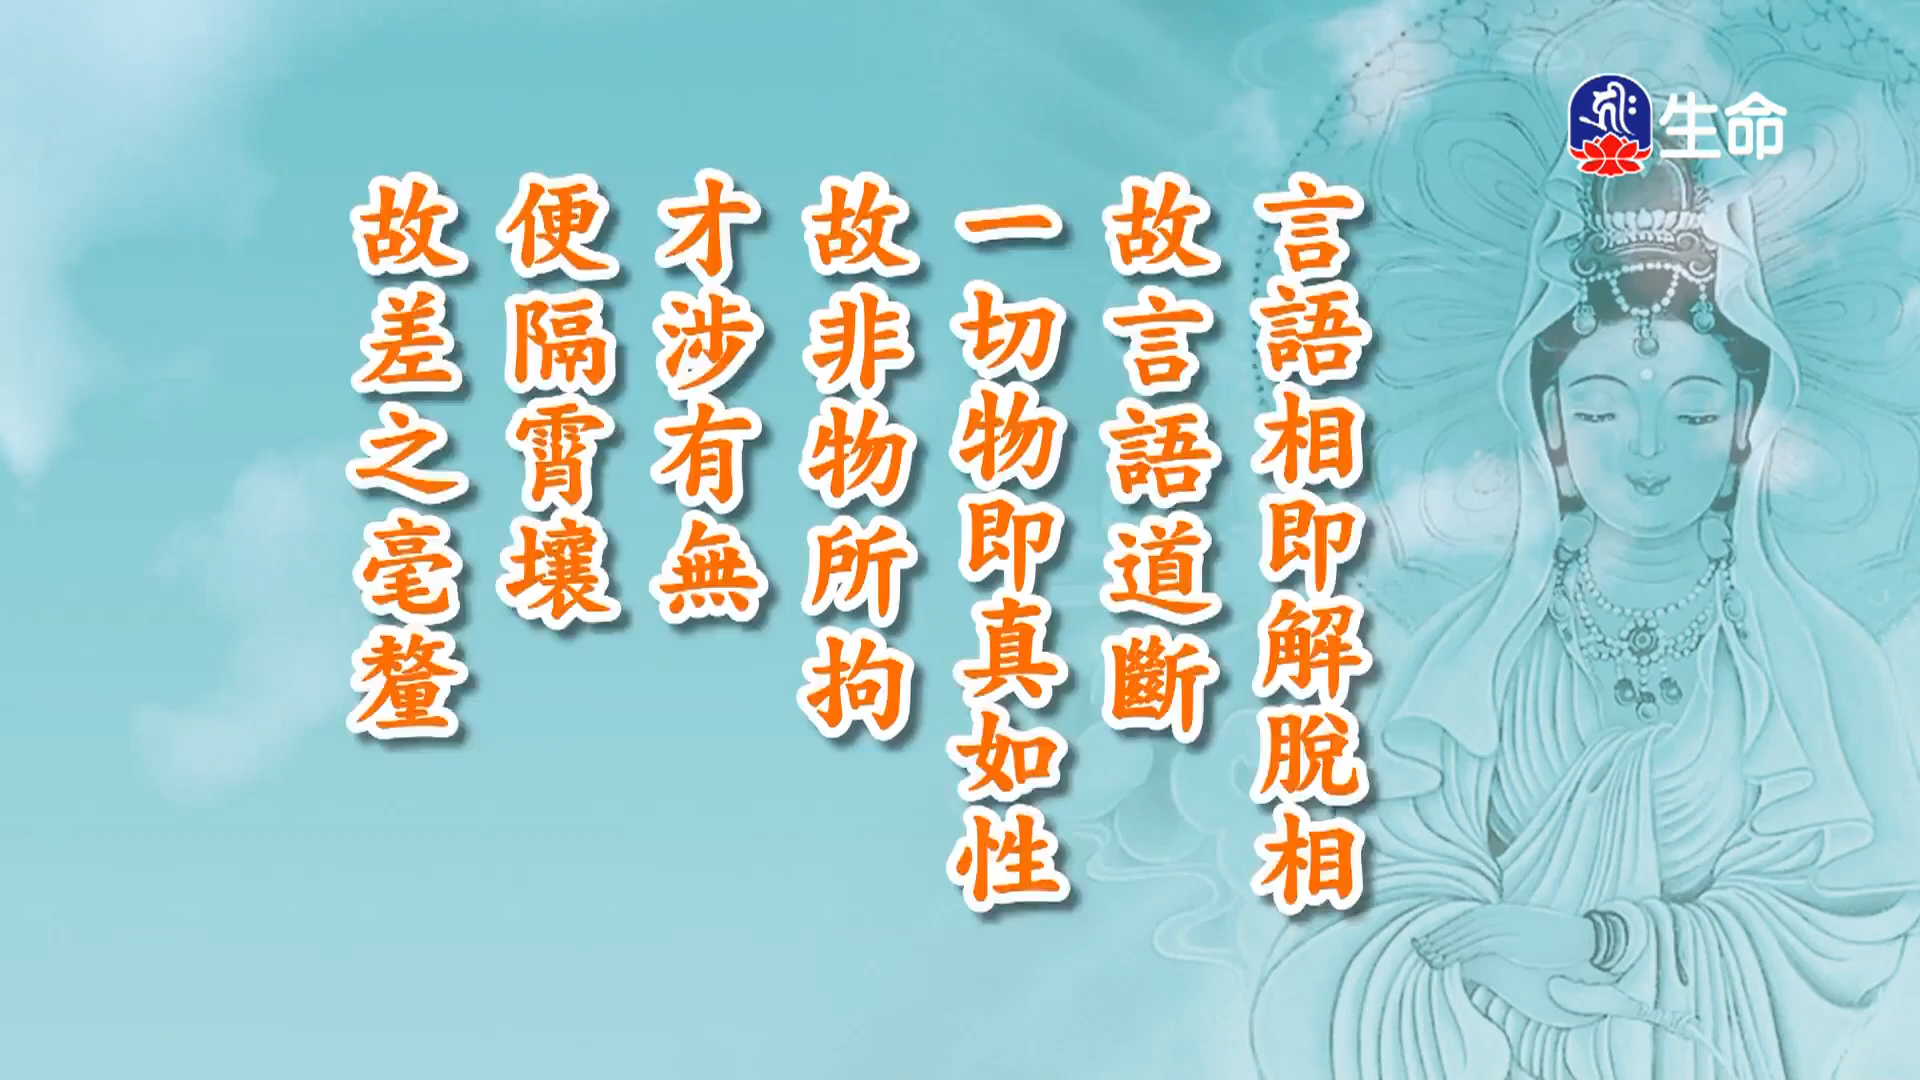 生命
言語相即解脫相
故言語道斷
一切物即真如性
故非物所拘
才涉有無
便隔霄壤
故差之毫釐